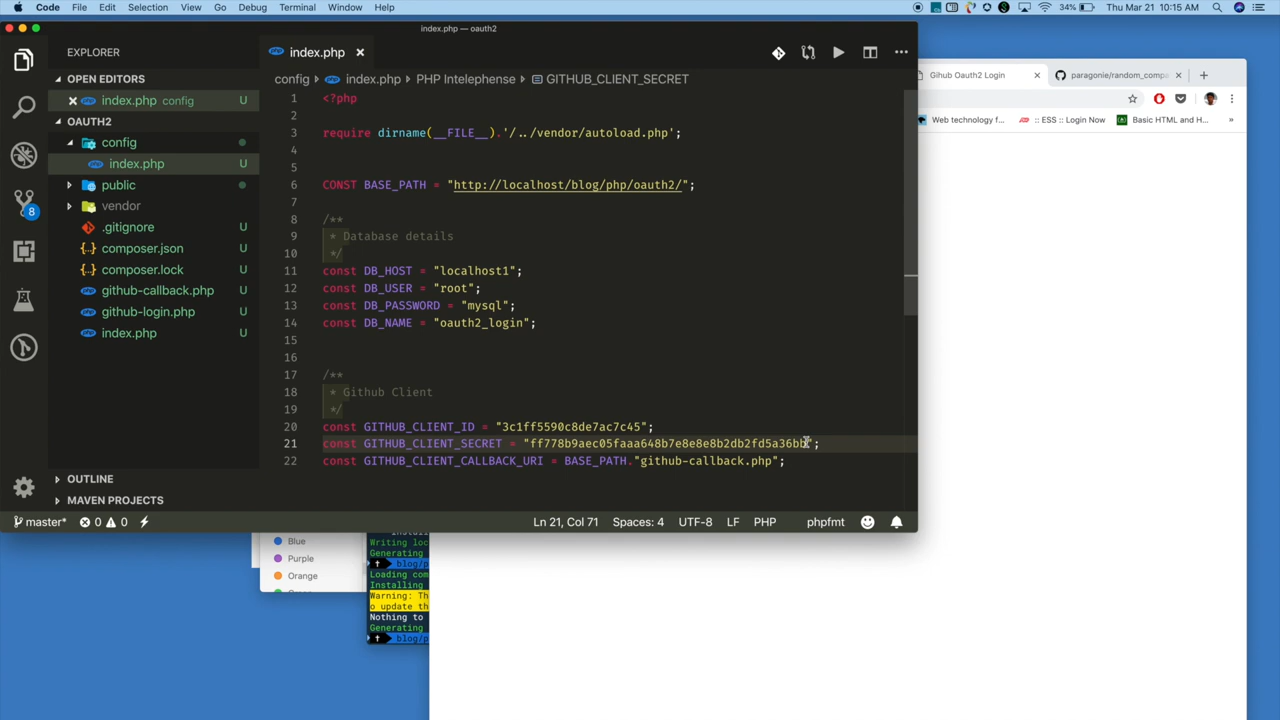 Code File Edit Selection View Go Debug Terminal Window Help 34% Thu Mar 21 10:15 AM
index.php — oauth2
EXPLORER
OPEN EDITORS
index.php config U
OAUTH2
config
index.php U
public
vendor
.gitignore U
composer.json U
composer.lock U
github-callback.php U
github-login.php U
index.php U
OUTLINE
MAVEN PROJECTS
8
index.php
config index.php PHP Intelephense GITHUB_CLIENT_SECRET
1 <?php
2
3 require dirname(__FILE__).'/../vendor/autoload.php';
4
5
6 CONST BASE_PATH = "http://localhost/blog/php/oauth2/";
7
8 /**
9 * Database details
10 */
11 const DB_HOST = "localhost1";
12 const DB_USER = "root";
13 const DB_PASSWORD = "mysql";
14 const DB_NAME = "oauth2_login";
15
16
17 /**
18 * Github Client
19 */
20 const GITHUB_CLIENT_ID = "3c1ff5590c8de7ac7c45";
21 const GITHUB_CLIENT_SECRET = "ff778b9aec05faaa648b7e8e8e8b2db2fd5a36bb";
22 const GITHUB_CLIENT_CALLBACK_URI = BASE_PATH."github-callback.php";
master* 0 0 Ln 21, Col 71 Spaces: 4 UTF-8 LF PHP phpfmt
Gihub Oauth2 Login paragonie/random_compa
Web technology f... :: ESS :: Login Now Basic HTML and H...
Blue
Purple
Orange
Writing loc
Generating
blog/p
Loading com
Installing
Warning: Th
o update th
Nothing to
Generating
blog/p